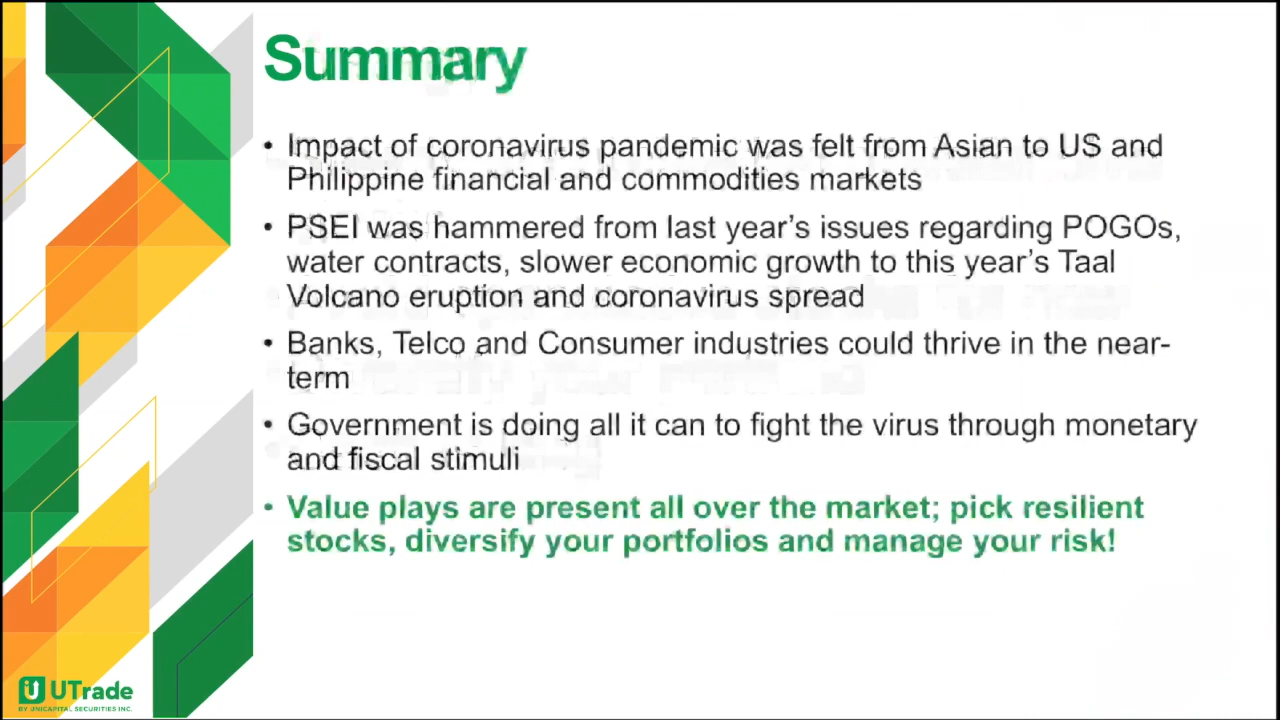 Summary
• Impact of coronavirus pandemic was felt from Asian to US and
Philippine financial and commodities markets
• PSEI was hammered from last year's issues regarding POGOs,
water contracts, slower economic growth to this year's Taal
Volcano eruption and coronavirus spread
• Banks, Telco and Consumer industries could thrive in the near-
term
• Government is doing all it can to fight the virus through monetary
and fiscal stimuli
• Value plays are present all over the market; pick resilient
stocks, diversify your portfolios and manage your risk!
UTrade
BY UNICAPITAL SECURITIES INC.